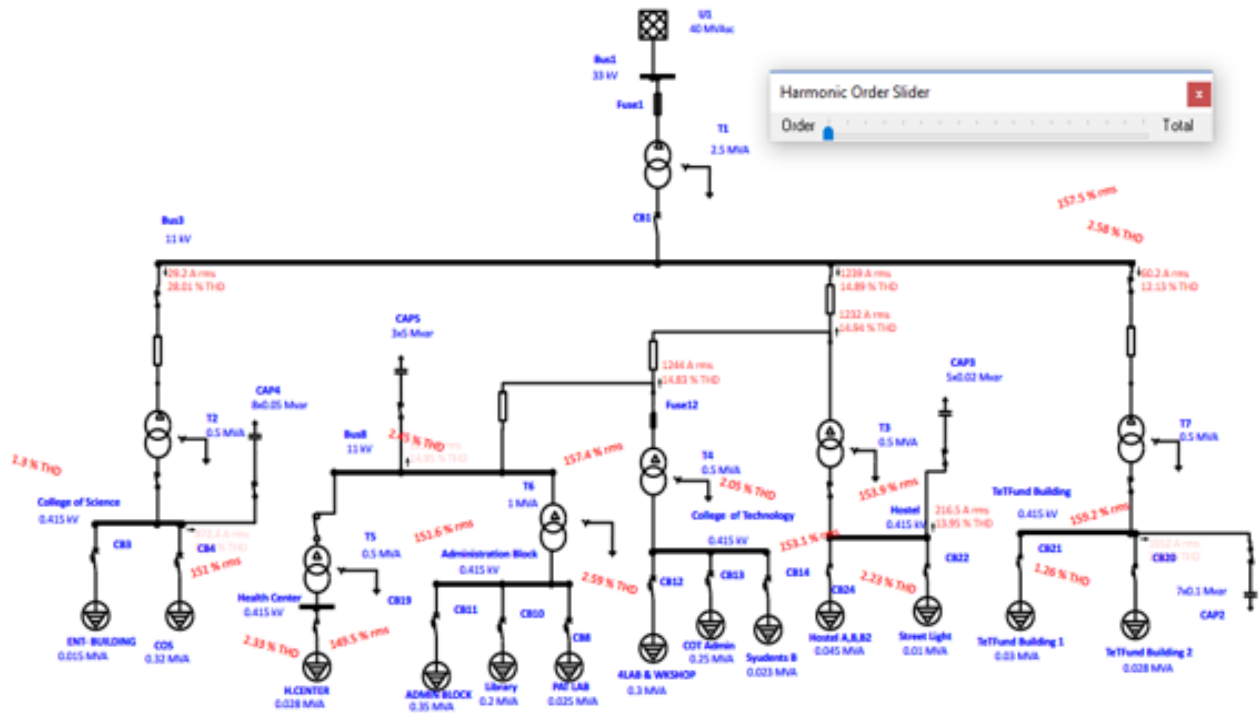 U1
40 MVAsc
Bus1
33 kV
Fuse1
T1
2.5 MVA
CB1
Harmonic Order Slider
x
Order
Total
157.5 % rms
2.58 % THD
Bus3
11 kV
29.2 A rms
28.01 % THD
1239 A rms
14.89 % THD
60.2 A rms
12.13 % THD
1232 A rms
14.94 % THD
CAP5
3x5 Mvar
CAP3
5x0.02 Mvar
1244 A rms
14.83 % THD
CAP4
8x0.05 Mvar
Fuse12
T2
0.5 MVA
T3
0.5 MVA
T7
0.5 MVA
Bus8
11 kV
2.45 % THD
157.4 % rms
T4
0.5 MVA
2.05 % THD
1.3 % THD
T6
1 MVA
153.9 % rms
College of Science
0.415 kV
College of Technology
0.415 kV
Hostel
0.415 kV
216.5 A rms
13.95 % THD
TeTFund Building
0.415 kV
159.2 % rms
CB3
CB4
151 % rms
T5
0.5 MVA
151.6 % rms
Administration Block
0.415 kV
153.1 % rms
CB21
CB20
1.26 % THD
Health Center
0.415 kV
CB19
CB11
CB10
CB8
2.59 % THD
CB12
CB13
CB14
CB24
2.23 % THD
CB22
7x0.1 Mvar
CAP2
2.33 % THD
149.5 % rms
ENT- BUILDING
0.015 MVA
COS
0.32 MVA
H.CENTER
0.028 MVA
ADMIN BLOCK
0.35 MVA
Library
0.2 MVA
PAT LAB
0.025 MVA
4LAB & WKSHOP
0.3 MVA
COT Admin
0.25 MVA
Syudents B
0.023 MVA
Hostel A,B,B2
0.045 MVA
Street Light
0.01 MVA
TeTFund Building 1
0.03 MVA
TeTFund Building 2
0.028 MVA